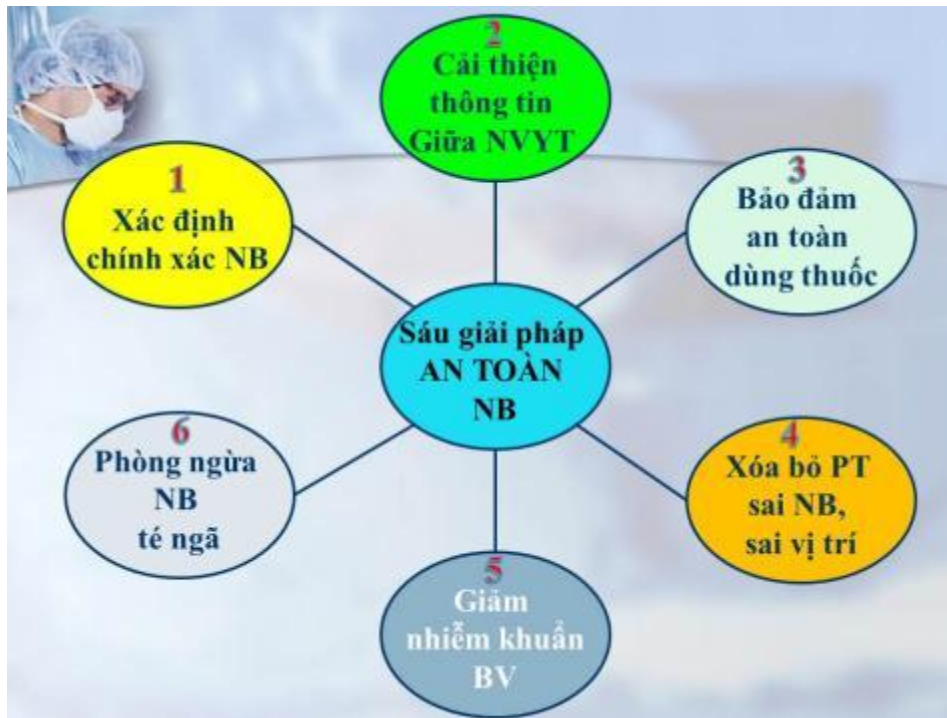 1
Xác định
chính xác NB
2
Cải thiện
thông tin
Giữa NVYT
3
Bảo đảm
an toàn
dùng thuốc
Sáu giải pháp
AN TOÀN
NB
4
Xóa bỏ PT
sai NB,
sai vị trí
5
Giảm
nhiễm khuẩn
BV
6
Phòng ngừa
NB
té ngã